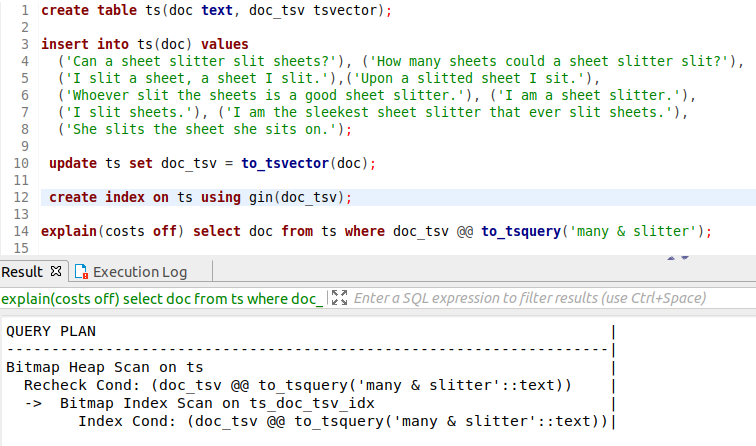 1 create table ts(doc text, doc_tsv tsvector);
2
3 insert into ts(doc) values
4   ('Can a sheet slitter slit sheets?'), ('How many sheets could a sheet slitter slit?'),
5   ('I slit a sheet, a sheet I slit.'),('Upon a slitted sheet I sit.'),
6   ('Whoever slit the sheets is a good sheet slitter.'), ('I am a sheet slitter.'),
7   ('I slit sheets.'), ('I am the sleekest sheet slitter that ever slit sheets.'),
8   ('She slits the sheet she sits on.');
9
10  update ts set doc_tsv = to_tsvector(doc);
11
12  create index on ts using gin(doc_tsv);
13
14 explain(costs off) select doc from ts where doc_tsv @@ to_tsquery('many & slitter');
15
Result Execution Log
explain(costs off) select doc from ts where doc_ Enter a SQL expression to filter results (use Ctrl+Space)
QUERY PLAN |
--------------------------------------------------------------------------|
Bitmap Heap Scan on ts |
  Recheck Cond: (doc_tsv @@ to_tsquery('many & slitter'::text)) |
  ->  Bitmap Index Scan on ts_doc_tsv_idx |
        Index Cond: (doc_tsv @@ to_tsquery('many & slitter'::text))|